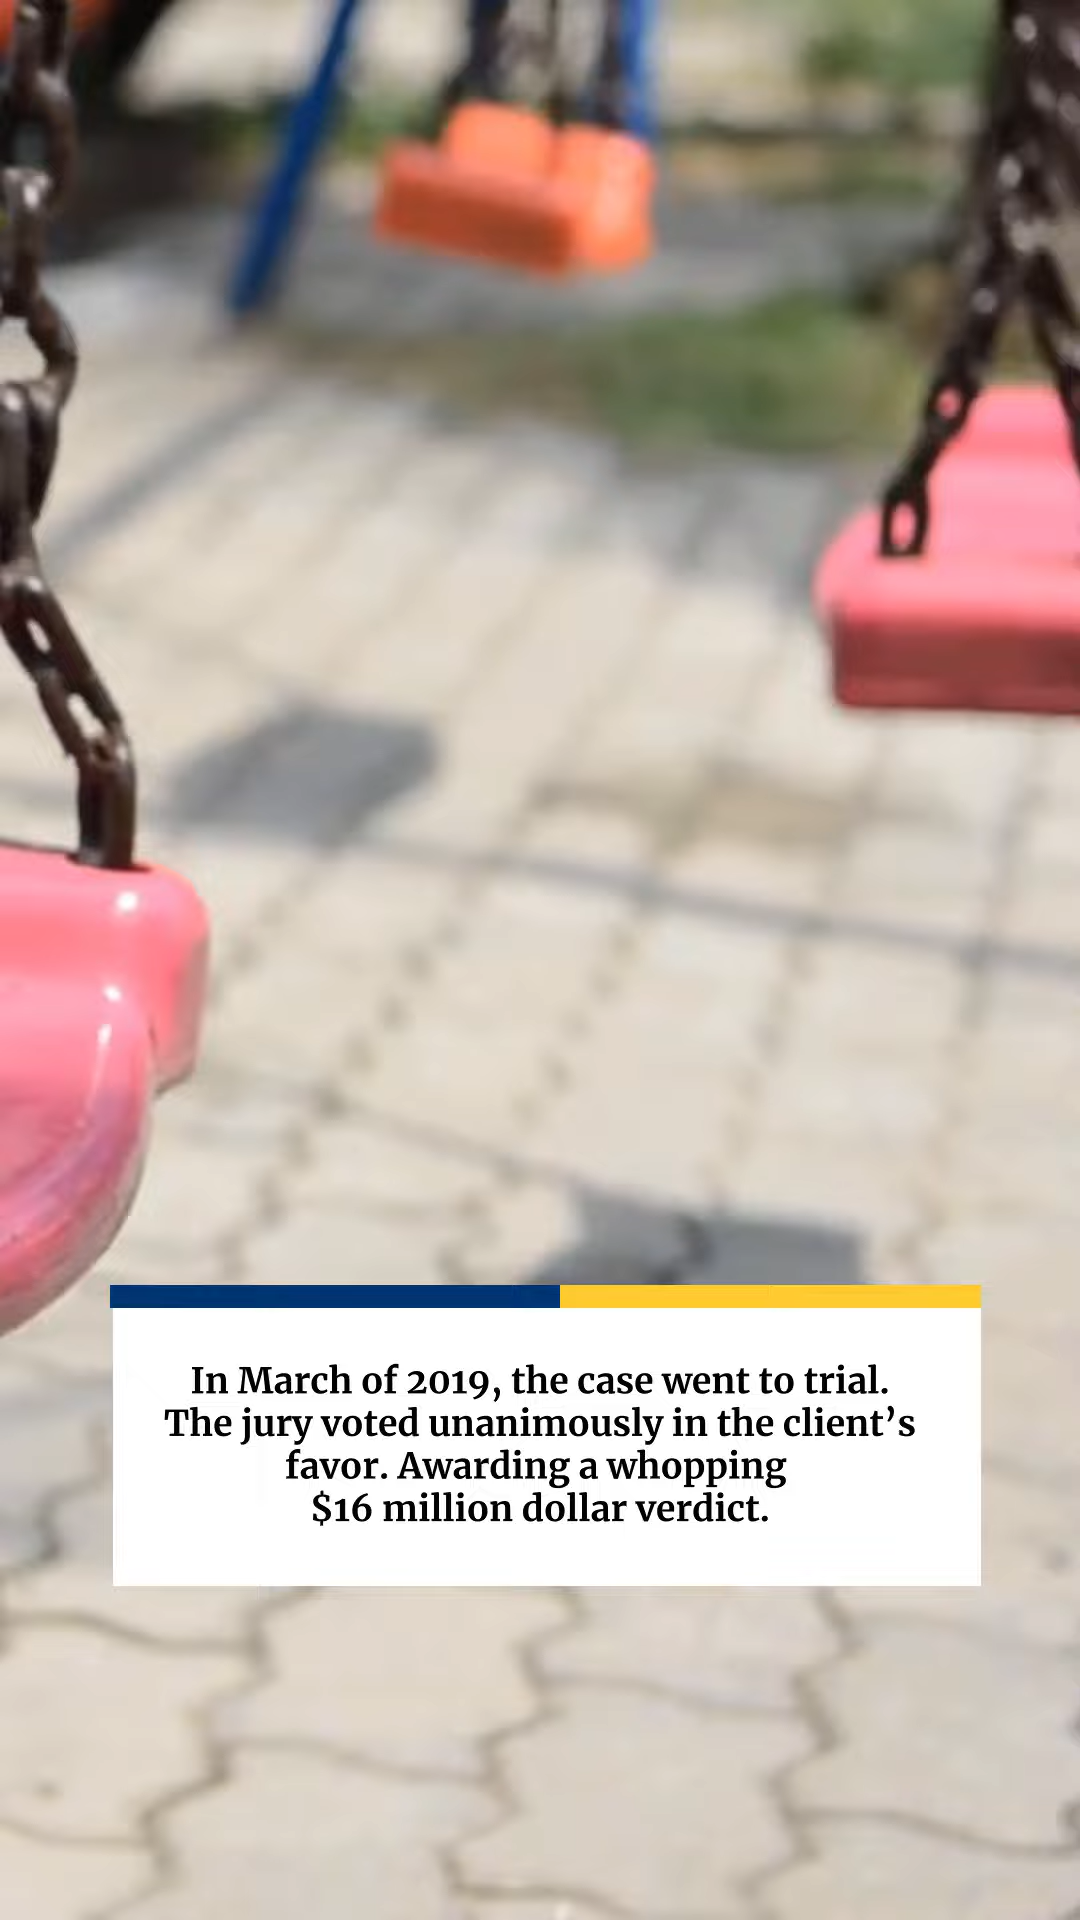 In March of 2019, the case went to trial.
The jury voted unanimously in the client’s
favor. Awarding a whopping
$16 million dollar verdict.